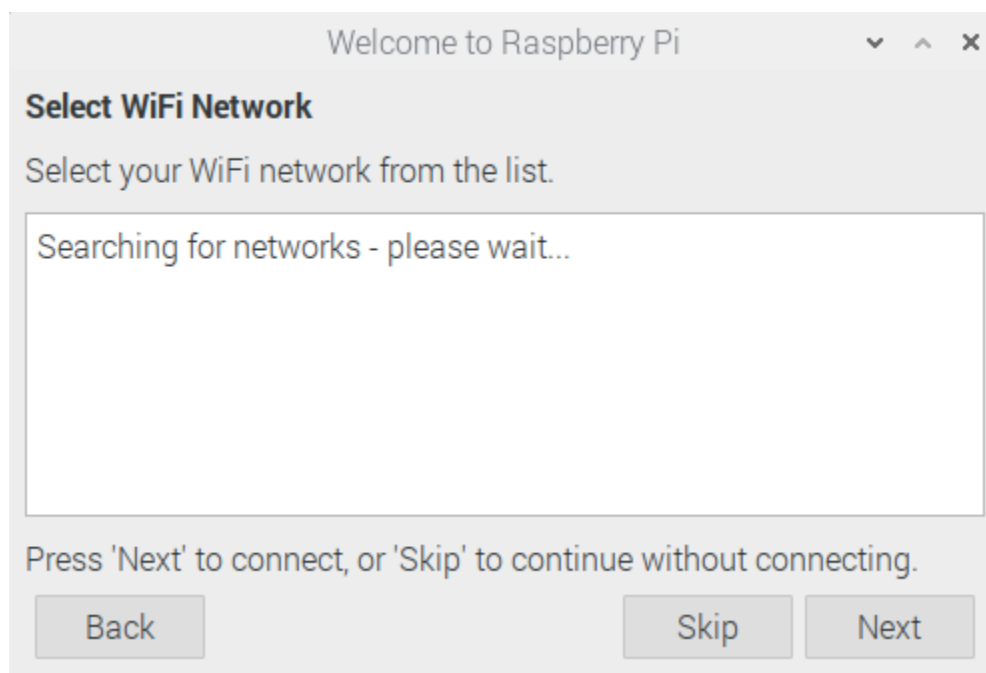 Welcome to Raspberry Pi
Select WiFi Network
Select your WiFi network from the list.
Searching for networks - please wait...
Press 'Next' to connect, or 'Skip' to continue without connecting.
Back Skip Next